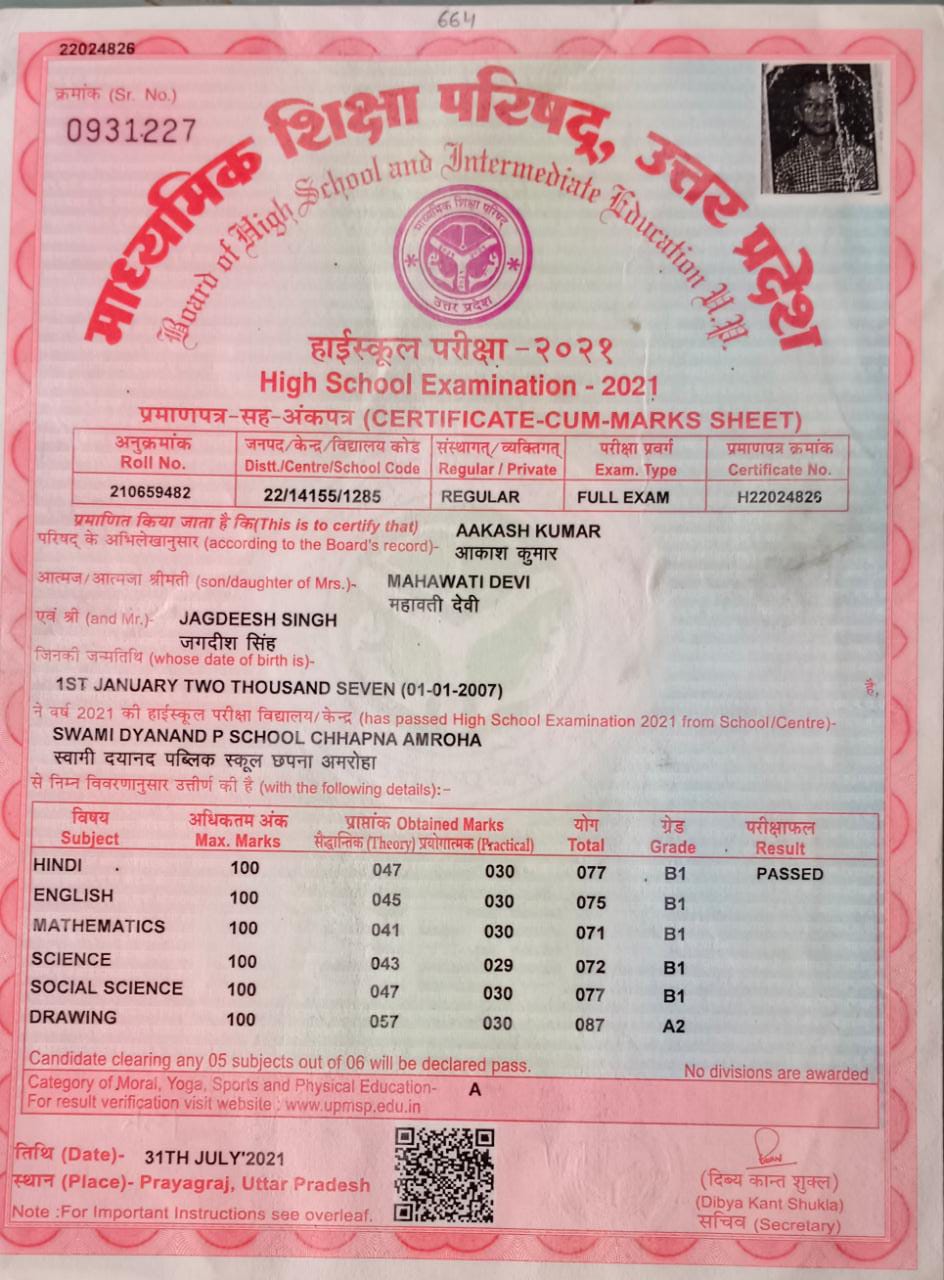 664
22024826
क्रमांक (Sr. No.)
0931227
माध्यमिक शिक्षा परिषद्, उत्तर प्रदेश
Board of High School and Intermediate Education U.P.
माध्यमिक शिक्षा परिषद्
उत्तर प्रदेश
हाईस्कूल परीक्षा -२०२१
High School Examination - 2021
प्रमाणपत्र-सह-अंकपत्र (CERTIFICATE-CUM-MARKS SHEET)
अनुक्रमांक जनपद/केन्द्र/विद्यालय कोड संस्थागत्/व्यक्तिगत् परीक्षा प्रवर्ग प्रमाणपत्र क्रमांक
Roll No. Distt./Centre/School Code Regular / Private Exam. Type Certificate No.
210659482 22/14155/1285 REGULAR FULL EXAM H22024826
प्रमाणित किया जाता है कि(This is to certify that) AAKASH KUMAR
परिषद् के अभिलेखानुसार (according to the Board's record)- आकाश कुमार
आत्मज/आत्मजा श्रीमती (son/daughter of Mrs.)- MAHAWATI DEVI
महावती देवी
एवं श्री (and Mr.)- JAGDEESH SINGH
जगदीश सिंह
जिनकी जन्मतिथि (whose date of birth is)-
1ST JANUARY TWO THOUSAND SEVEN (01-01-2007) है,
ने वर्ष 2021 की हाईस्कूल परीक्षा विद्यालय/केन्द्र (has passed High School Examination 2021 from School/Centre)-
SWAMI DYANAND P SCHOOL CHHAPNA AMROHA
स्वामी दयानद पब्लिक स्कूल छपना अमरोहा
से निम्न विवरणानुसार उत्तीर्ण की है (with the following details):-
विषय अधिकतम अंक प्राप्तांक Obtained Marks योग ग्रेड परीक्षाफल
Subject Max. Marks सैद्धान्तिक (Theory) प्रयोगात्मक (Practical) Total Grade Result
HINDI 100 047 030 077 B1 PASSED
ENGLISH 100 045 030 075 B1
MATHEMATICS 100 041 030 071 B1
SCIENCE 100 043 029 072 B1
SOCIAL SCIENCE 100 047 030 077 B1
DRAWING 100 057 030 087 A2
Candidate clearing any 05 subjects out of 06 will be declared pass. No divisions are awarded
Category of Moral, Yoga, Sports and Physical Education- A
For result verification visit website : www.upmsp.edu.in
तिथि (Date)- 31TH JULY'2021
स्थान (Place)- Prayagraj, Uttar Pradesh
Note :For Important Instructions see overleaf.
(दिब्य कान्त शुक्ल)
(Dibya Kant Shukla)
सचिव (Secretary)